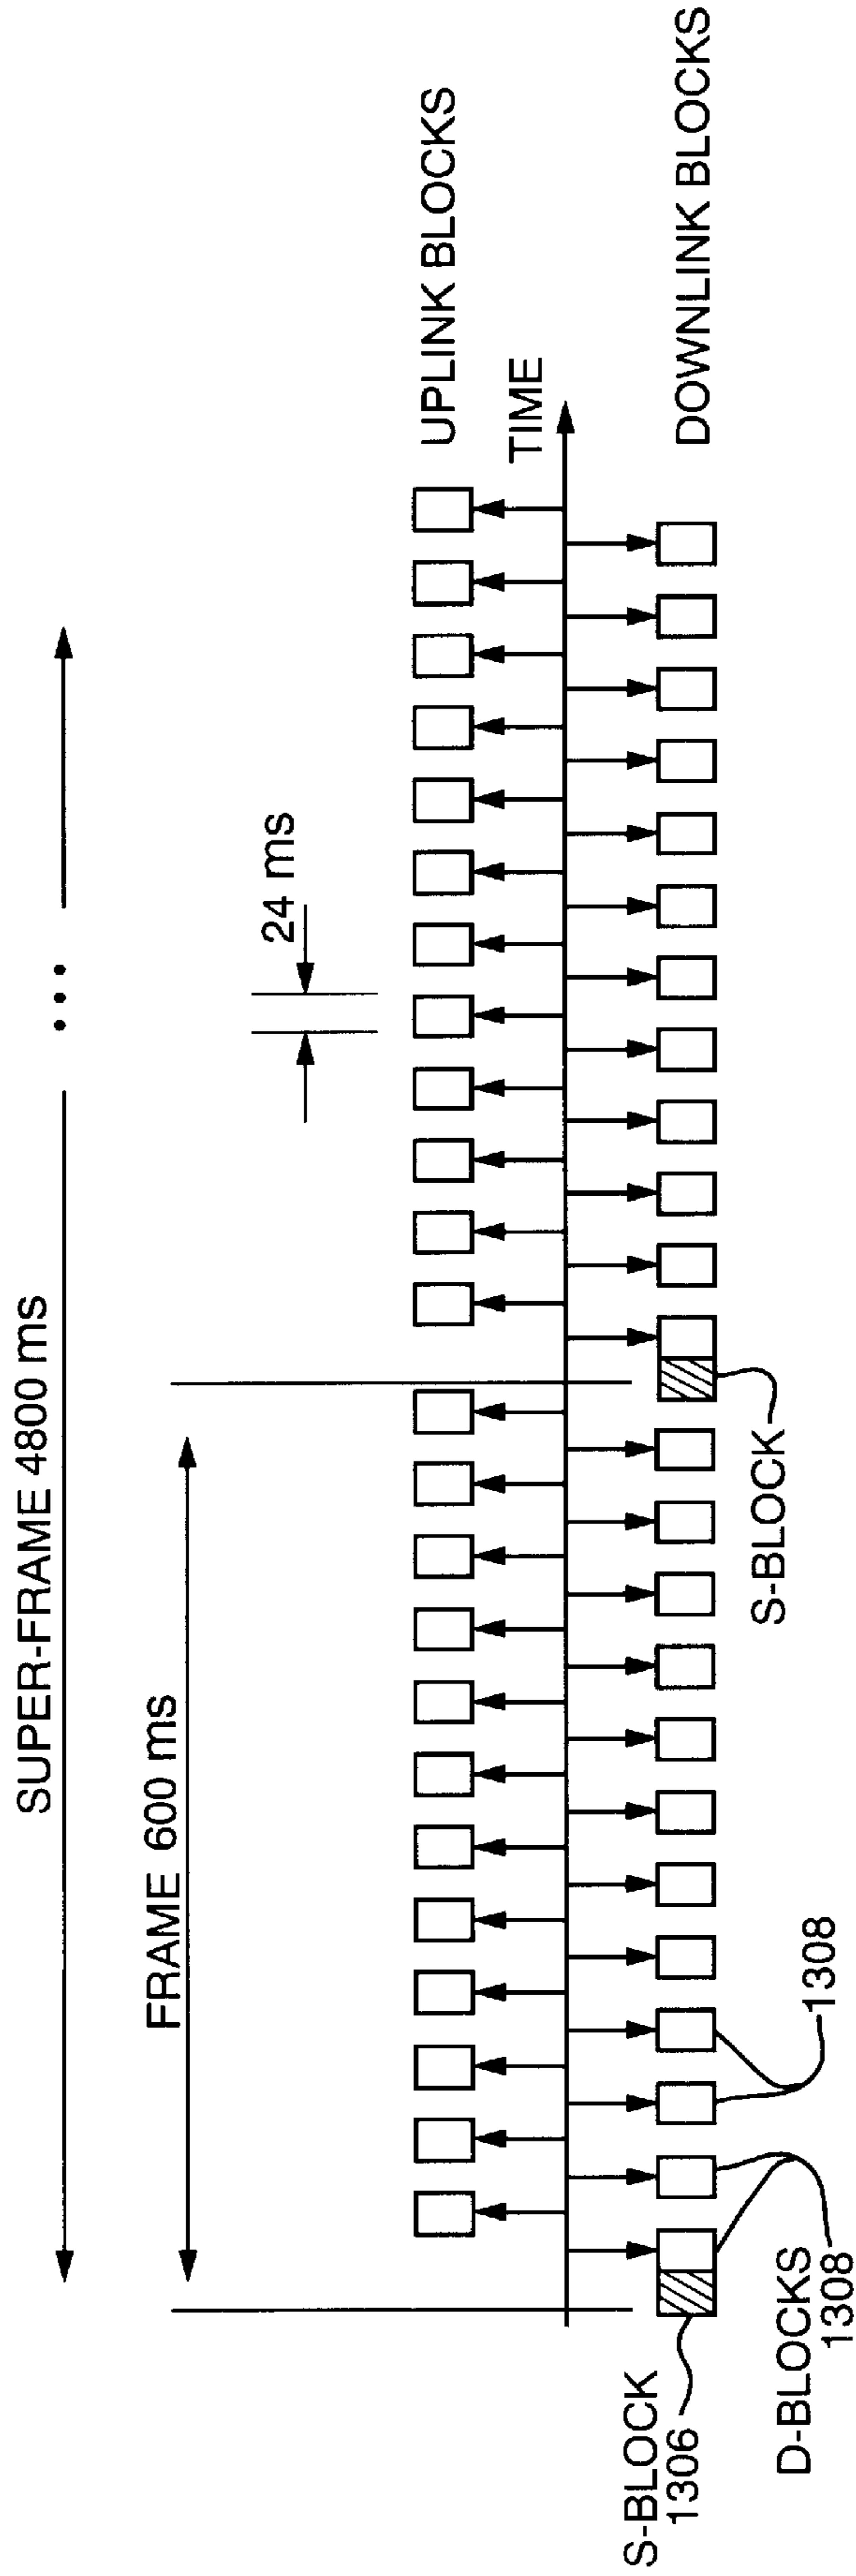 SUPER-FRAME 4800 ms
FRAME 600 ms
24 ms
UPLINK BLOCKS
TIME
DOWNLINK BLOCKS
S-BLOCK
1306
D-BLOCKS
1308
1308
S-BLOCK